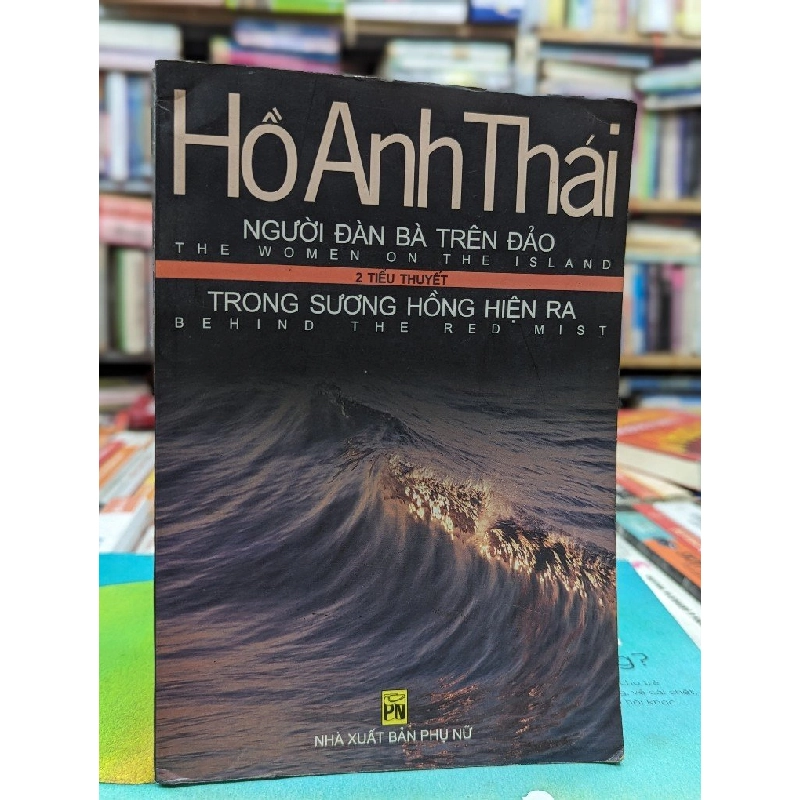 Hồ Anh Thái
NGƯỜI ĐÀN BÀ TRÊN ĐẢO
THE WOMEN ON THE ISLAND
2 TIỂU THUYẾT
TRONG SƯƠNG HỒNG HIỆN RA
BEHIND THE RED MIST
PN
NHÀ XUẤT BẢN PHỤ NỮ